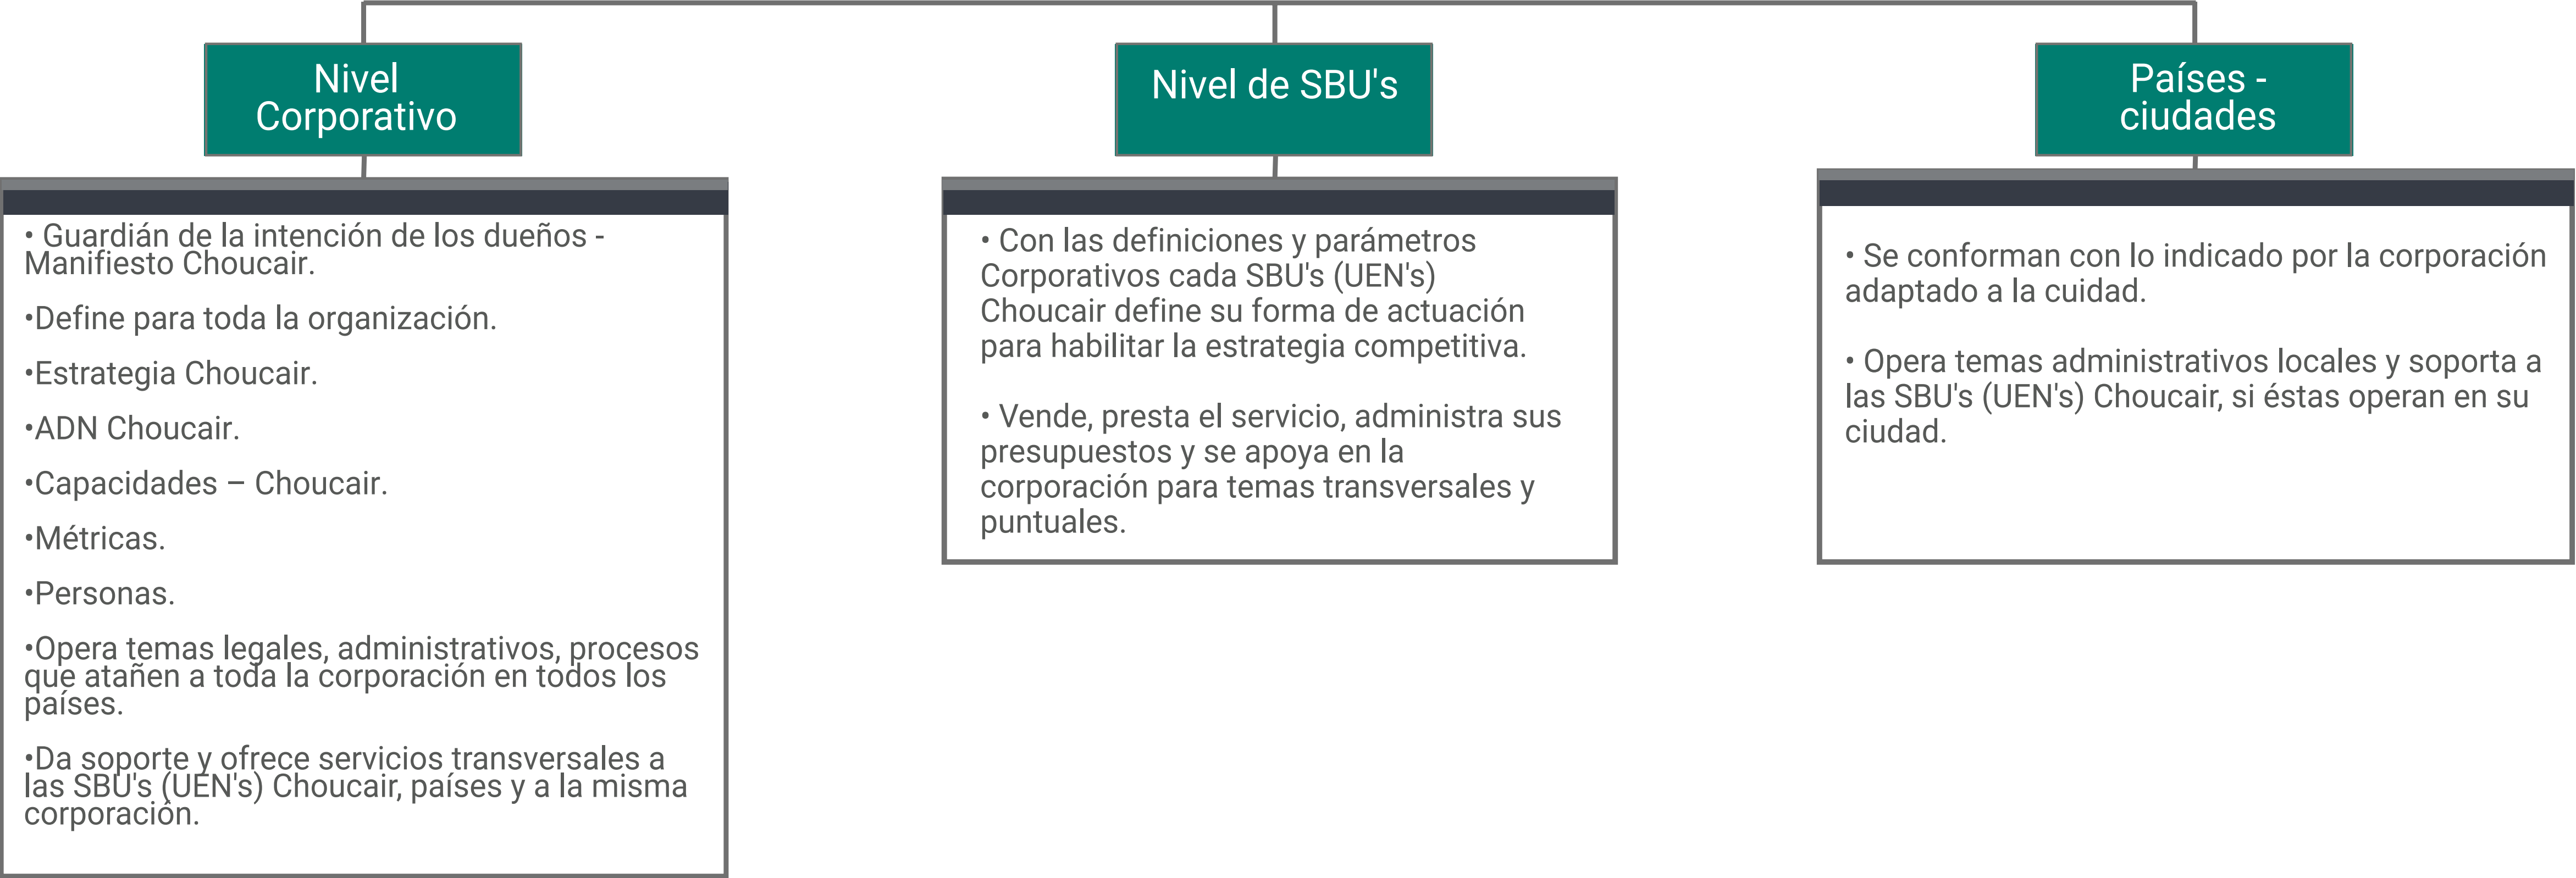 Nivel
Corporativo
• Guardián de la intención de los dueños -
Manifiesto Choucair.
•Define para toda la organización.
•Estrategia Choucair.
•ADN Choucair.
•Capacidades – Choucair.
•Métricas.
•Personas.
•Opera temas legales, administrativos, procesos
que atañen a toda la corporación en todos los
países.
•Da soporte y ofrece servicios transversales a
las SBU's (UEN's) Choucair, países y a la misma
corporación.
Nivel de SBU's
• Con las definiciones y parámetros
Corporativos cada SBU's (UEN's)
Choucair define su forma de actuación
para habilitar la estrategia competitiva.
• Vende, presta el servicio, administra sus
presupuestos y se apoya en la
corporación para temas transversales y
puntuales.
Países -
ciudades
• Se conforman con lo indicado por la corporación
adaptado a la cuidad.
• Opera temas administrativos locales y soporta a
las SBU's (UEN's) Choucair, si éstas operan en su
ciudad.